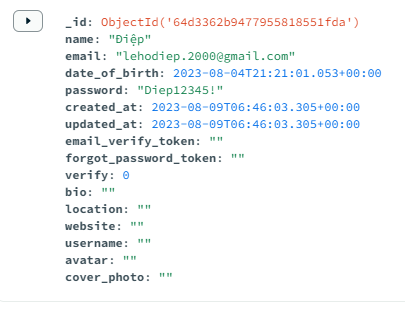 _id: ObjectId('64d3362b9477955818551fda')
name: "Điệp"
email: "lehodiep.2000@gmail.com"
date_of_birth: 2023-08-04T21:21:01.053+00:00
password: "Diep12345!"
created_at: 2023-08-09T06:46:03.305+00:00
updated_at: 2023-08-09T06:46:03.305+00:00
email_verify_token: ""
forgot_password_token: ""
verify: 0
bio: ""
location: ""
website: ""
username: ""
avatar: ""
cover_photo: ""